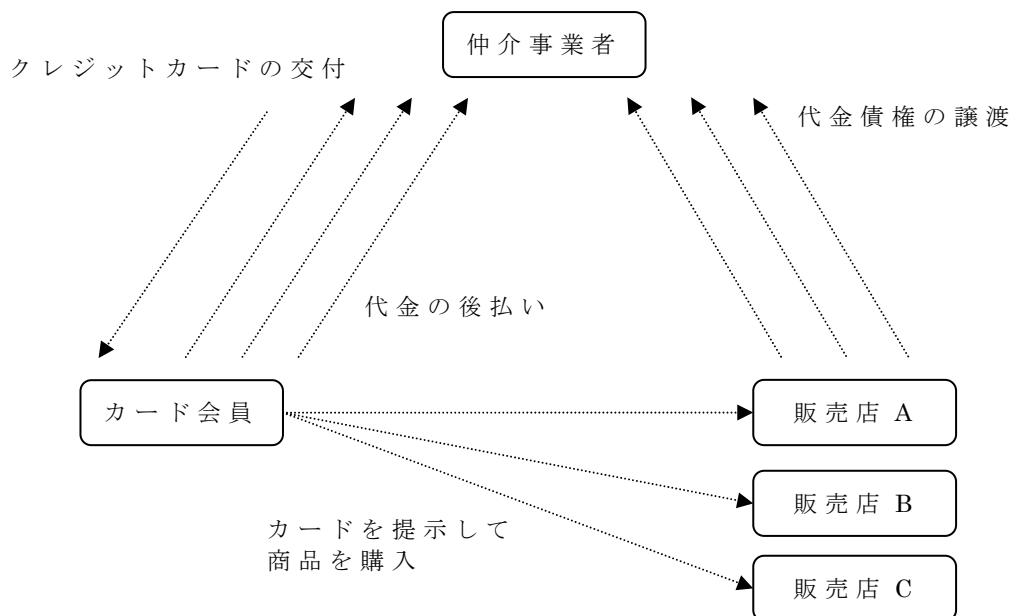 仲介事業者
クレジットカードの交付
代金債権の譲渡
代金の後払い
カード会員
販売店 A
販売店 B
カードを提示して
商品を購入
販売店 C